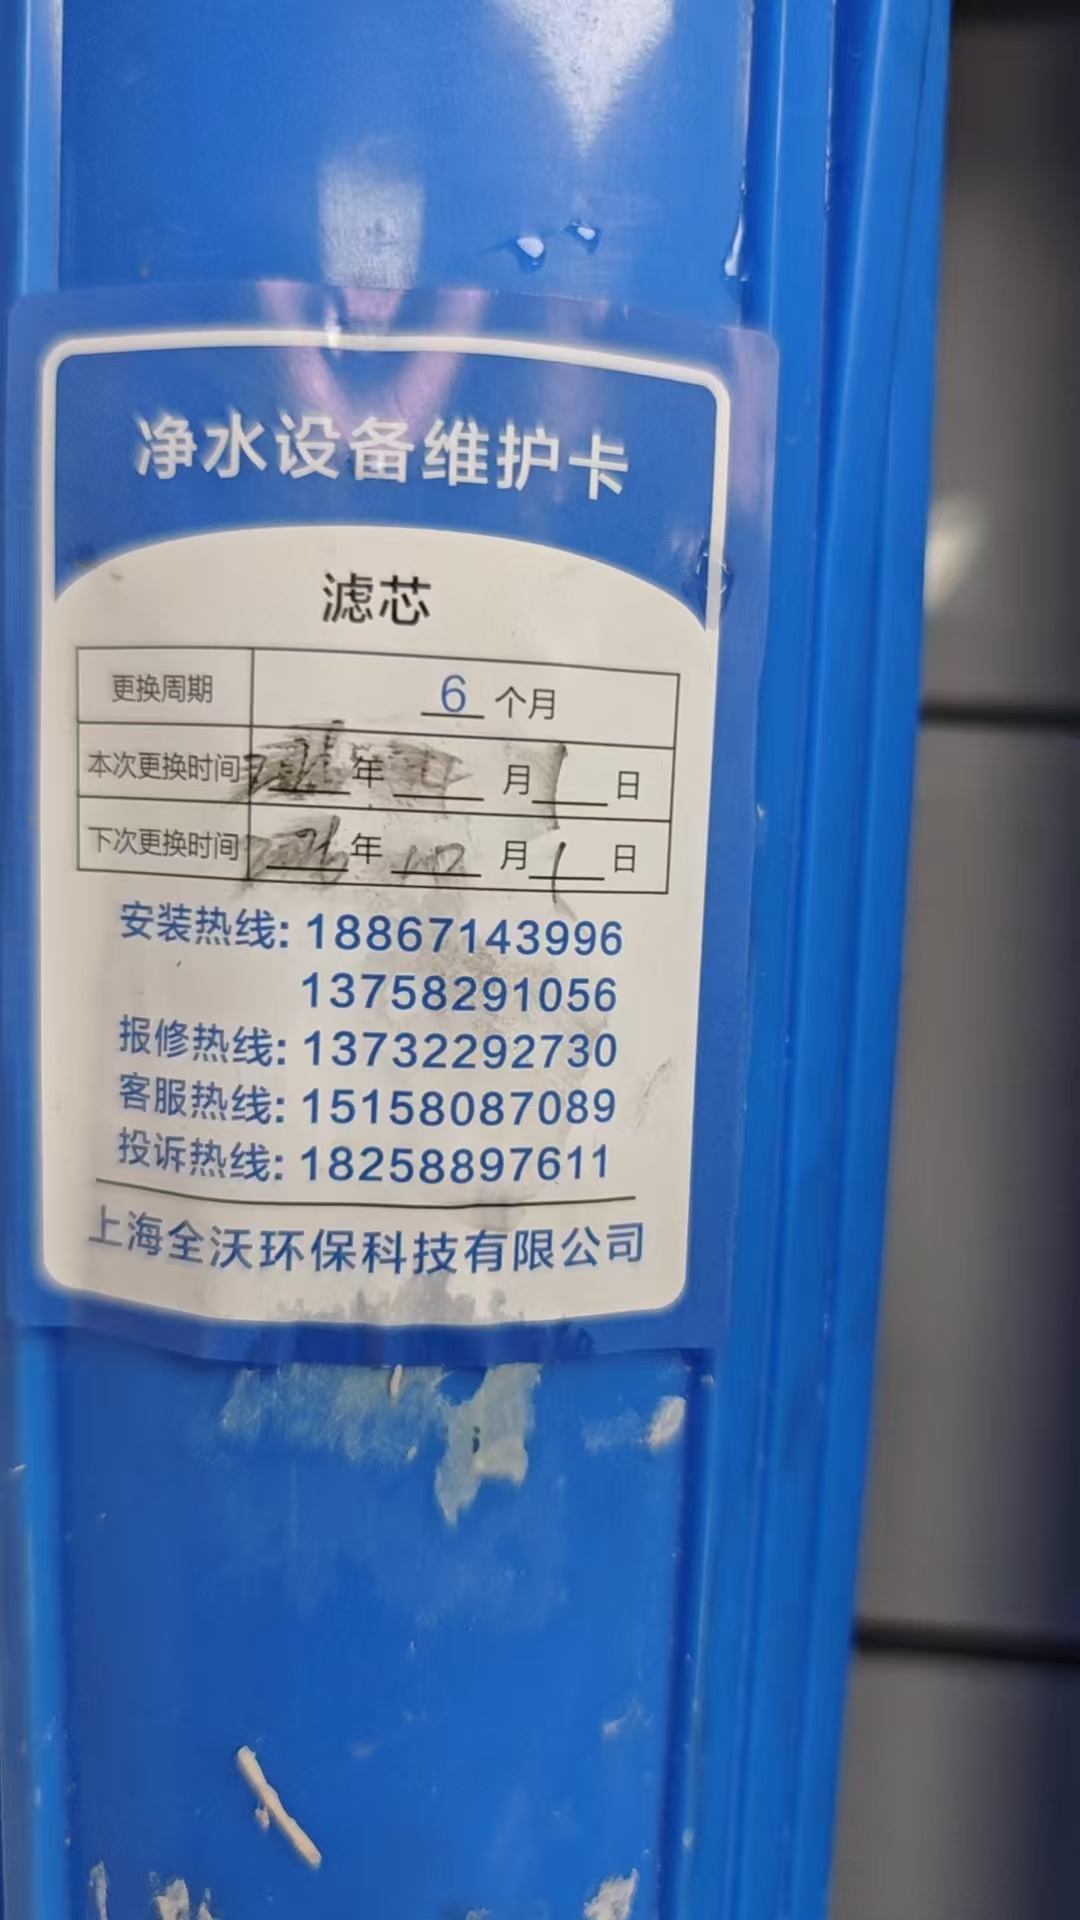 净水设备维护卡
滤芯
更换周期 6 个月
本次更换时间 年 月 1 日
下次更换时间 年 10 月 1 日
安装热线: 18867143996
13758291056
报修热线: 13732292730
客服热线: 15158087089
投诉热线: 18258897611
上海全沃环保科技有限公司